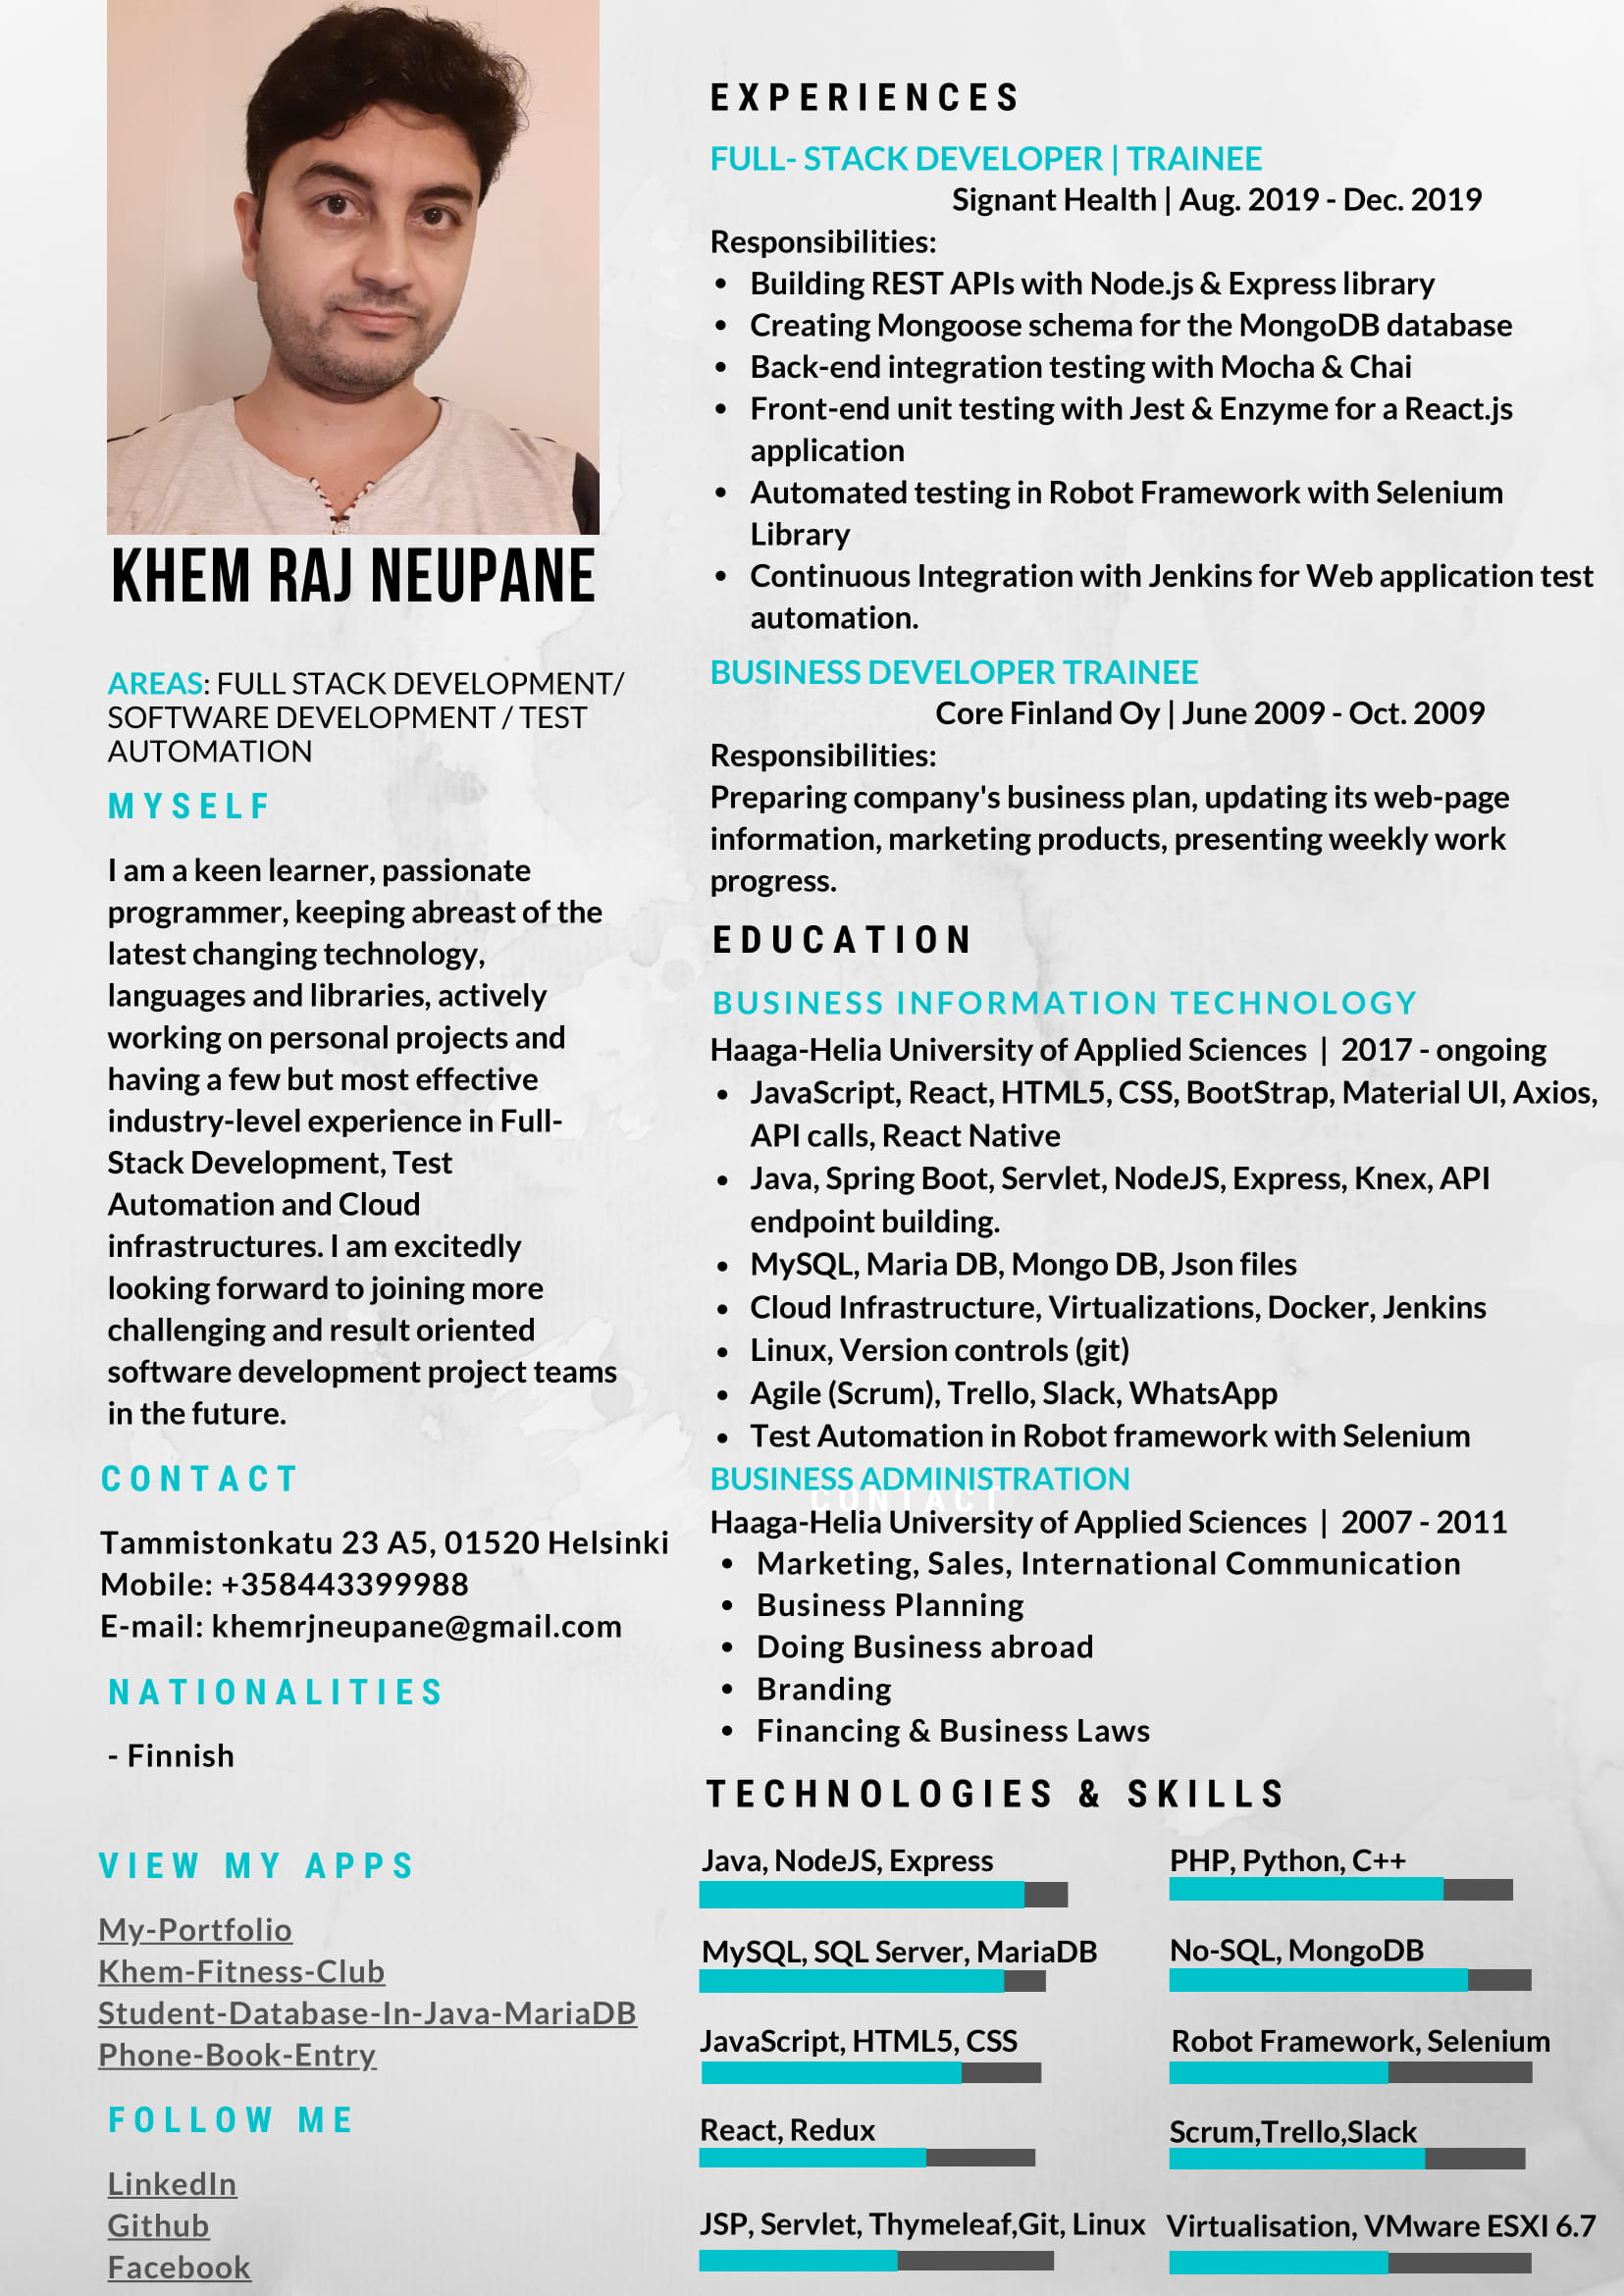 KHEM RAJ NEUPANE
AREAS: FULL STACK DEVELOPMENT/
SOFTWARE DEVELOPMENT / TEST
AUTOMATION
MYSELF
I am a keen learner, passionate
programmer, keeping abreast of the
latest changing technology,
languages and libraries, actively
working on personal projects and
having a few but most effective
industry-level experience in Full-
Stack Development, Test
Automation and Cloud
infrastructures. I am excitedly
looking forward to joining more
challenging and result oriented
software development project teams
in the future.
CONTACT
Tammistonkatu 23 A5, 01520 Helsinki
Mobile: +358443399988
E-mail: khemrjneupane@gmail.com
NATIONALITIES
- Finnish
VIEW MY APPS
My-Portfolio
Khem-Fitness-Club
Student-Database-In-Java-MariaDB
Phone-Book-Entry
FOLLOW ME
LinkedIn
Github
Facebook
EXPERIENCES
FULL- STACK DEVELOPER | TRAINEE
Signant Health | Aug. 2019 - Dec. 2019
Responsibilities:
• Building REST APIs with Node.js & Express library
• Creating Mongoose schema for the MongoDB database
• Back-end integration testing with Mocha & Chai
• Front-end unit testing with Jest & Enzyme for a React.js
application
• Automated testing in Robot Framework with Selenium
Library
• Continuous Integration with Jenkins for Web application test
automation.
BUSINESS DEVELOPER TRAINEE
Core Finland Oy | June 2009 - Oct. 2009
Responsibilities:
Preparing company's business plan, updating its web-page
information, marketing products, presenting weekly work
progress.
EDUCATION
BUSINESS INFORMATION TECHNOLOGY
Haaga-Helia University of Applied Sciences | 2017 - ongoing
• JavaScript, React, HTML5, CSS, BootStrap, Material UI, Axios,
API calls, React Native
• Java, Spring Boot, Servlet, NodeJS, Express, Knex, API
endpoint building.
• MySQL, Maria DB, Mongo DB, Json files
• Cloud Infrastructure, Virtualizations, Docker, Jenkins
• Linux, Version controls (git)
• Agile (Scrum), Trello, Slack, WhatsApp
• Test Automation in Robot framework with Selenium
BUSINESS ADMINISTRATION
CONTACT
Haaga-Helia University of Applied Sciences | 2007 - 2011
• Marketing, Sales, International Communication
• Business Planning
• Doing Business abroad
• Branding
• Financing & Business Laws
TECHNOLOGIES & SKILLS
Java, NodeJS, Express
PHP, Python, C++
MySQL, SQL Server, MariaDB
No-SQL, MongoDB
JavaScript, HTML5, CSS
Robot Framework, Selenium
React, Redux
Scrum,Trello,Slack
JSP, Servlet, Thymeleaf,Git, Linux
Virtualisation, VMware ESXI 6.7